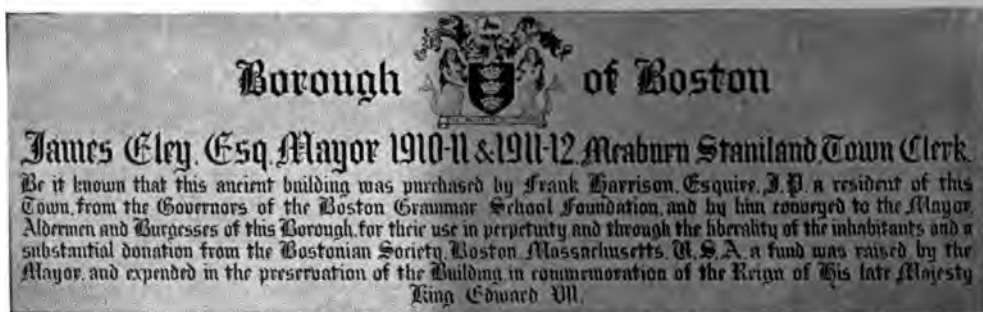 Borough of Boston
James Eley, Esq. Mayor 1910-11 & 1911-12. Meaburn Staniland, Town Clerk.
Be it known that this ancient building was purchased by Frank Harrison, Esquire, J.P. a resident of this
Town, from the Governors of the Boston Grammar School Foundation, and by him conveyed to the Mayor,
Aldermen and Burgesses of this Borough, for their use in perpetuity, and through the liberality of the inhabitants and a
substantial donation from the Bostonian Society, Boston, Massachusetts, U.S.A. a fund was raised by the
Mayor, and expended in the preservation of the Building in commemoration of the Reign of His late Majesty
King Edward VII.